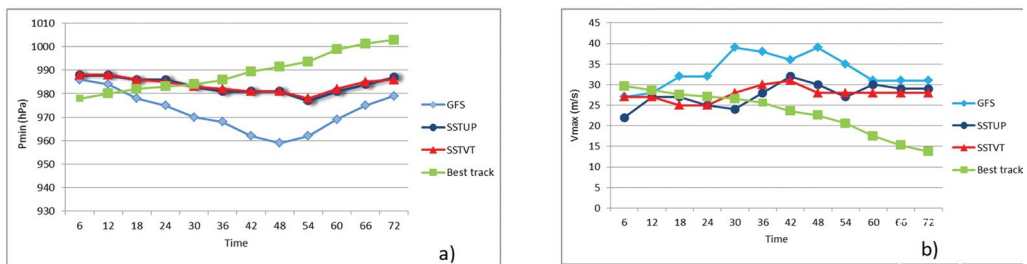 1010
1000
990
980
970
960
950
940
930
Pmin (hPa)
6 12 18 24 30 36 42 48 54 60 66 72
Time
GFS
SSTUP
SSTVT
Best track
a)
45
40
35
30
25
20
15
10
5
0
Vmax (m/s)
6 12 18 24 30 36 42 48 54 60 66 72
Time
GFS
SSTUP
SSTVT
Best track
b)